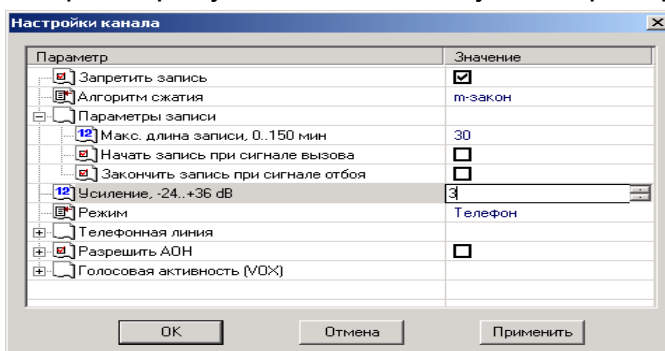 Настройки канала
Параметр Значение
Запретить запись
Алгоритм сжатия m-закон
Параметры записи
12 Макс. длина записи, 0..150 мин 30
Начать запись при сигнале вызова
Закончить запись при сигнале отбоя
12 Усиление, -24..+36 dB 3
Режим Телефон
Телефонная линия
Разрешить АОН
Голосовая активность (VOX)
OK Отмена Применить